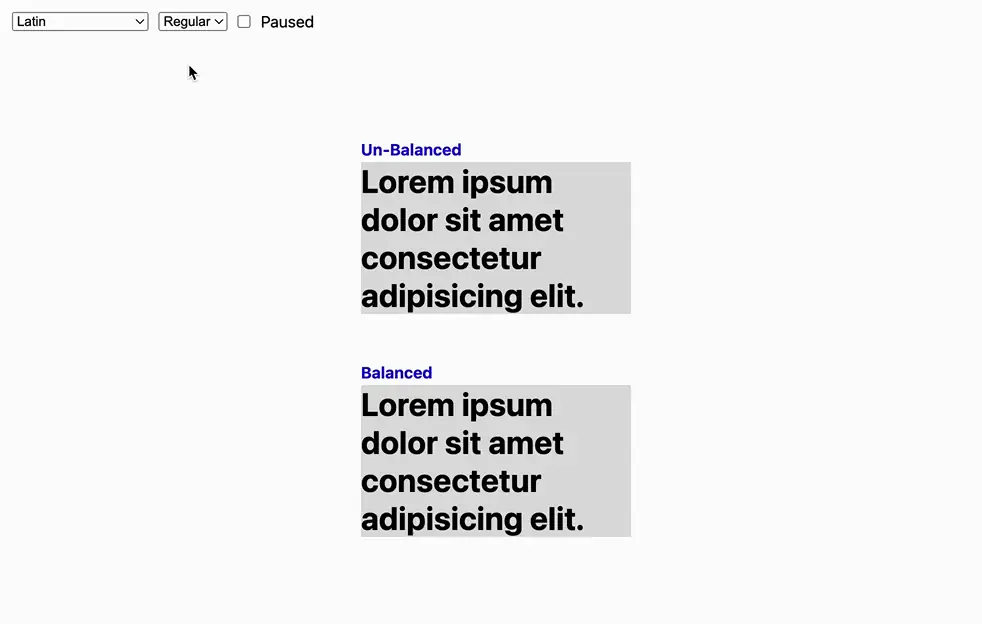 Latin Regular Paused
Un-Balanced
Lorem ipsum
dolor sit amet
consectetur
adipisicing elit.
Balanced
Lorem ipsum
dolor sit amet
consectetur
adipisicing elit.